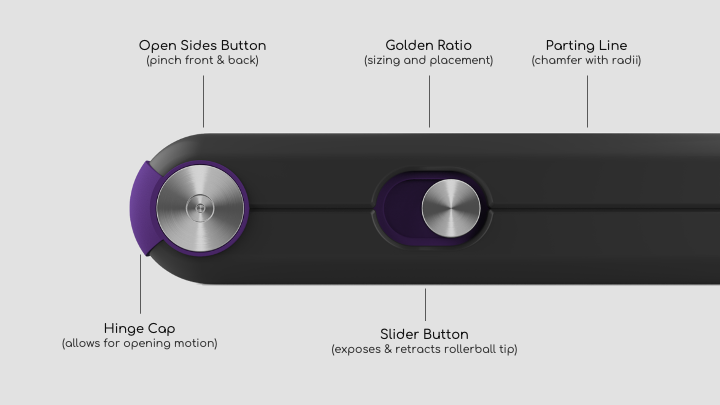 Open Sides Button
(pinch front & back)
Golden Ratio
(sizing and placement)
Parting Line
(chamfer with radii)
Hinge Cap
(allows for opening motion)
Slider Button
(exposes & retracts rollerball tip)